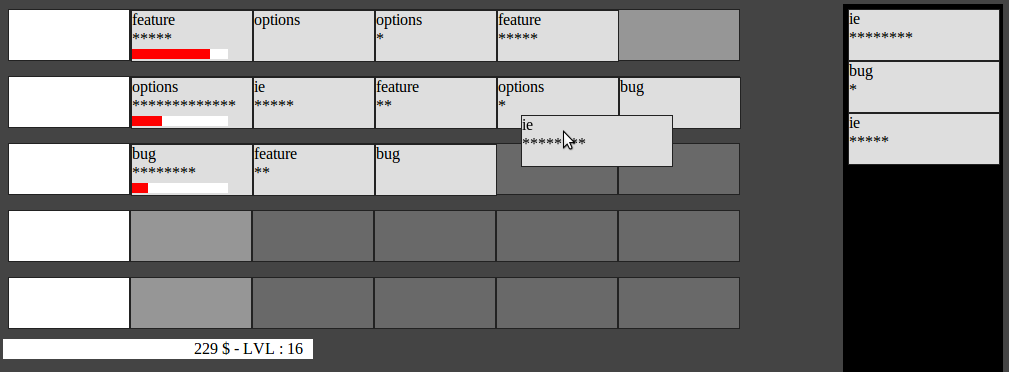 feature options options feature
***** * *****
options ie feature options bug
************* ***** ** *
ie
********
bug feature bug
******** **
229 $ - LVL : 16
ie
********
bug
*
ie
*****